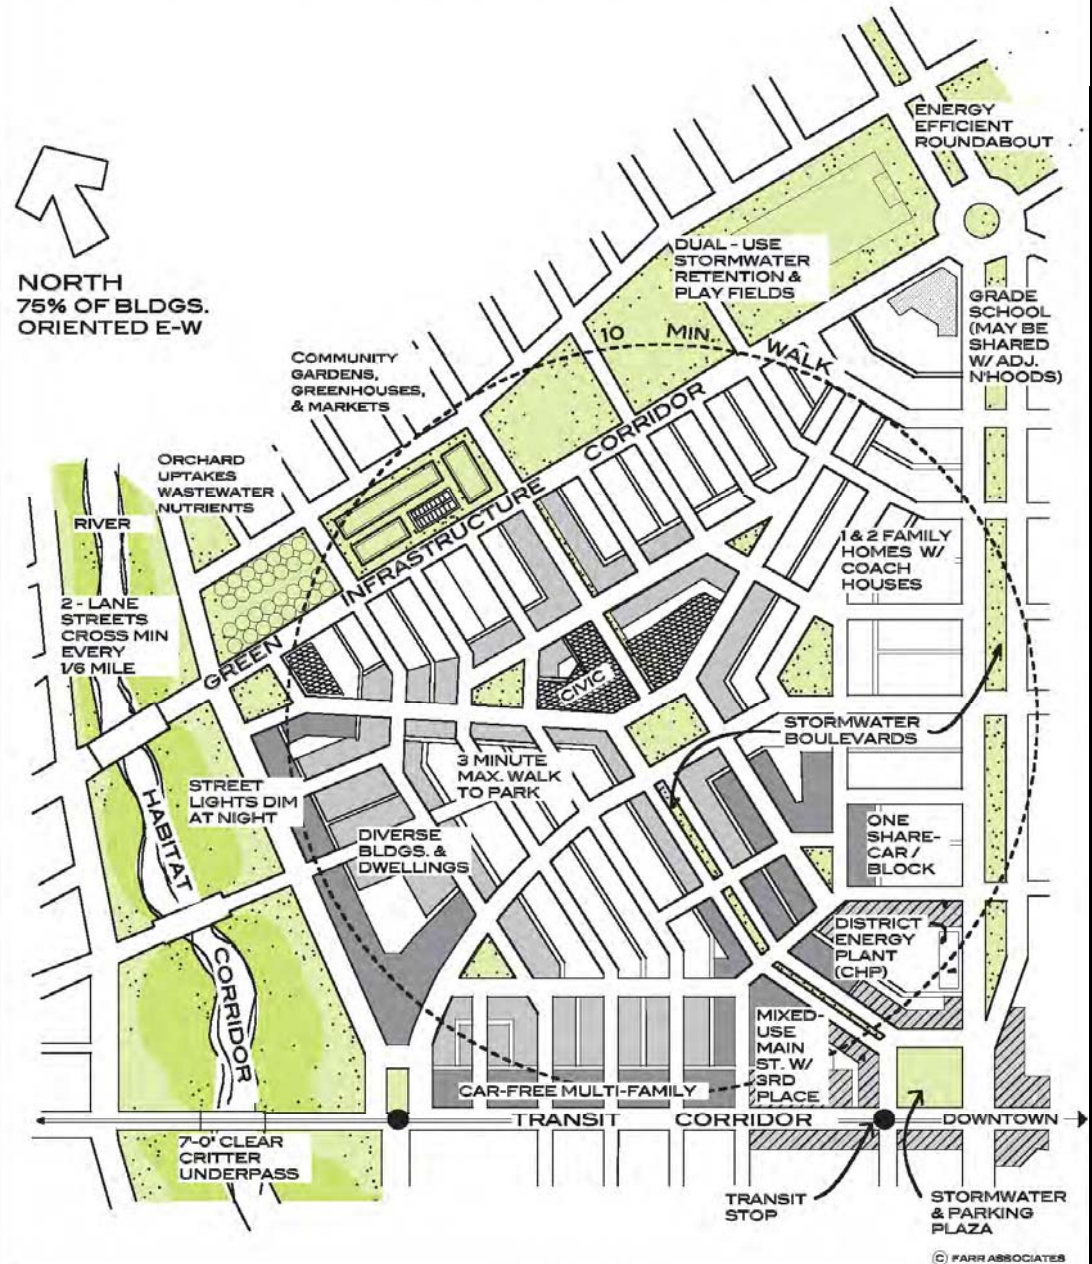 ENERGY
EFFICIENT
ROUNDABOUT
NORTH
75% OF BLDGS.
ORIENTED E-W
DUAL - USE
STORMWATER
RETENTION &
PLAY FIELDS
GRADE
SCHOOL
(MAY BE
SHARED
W/ ADJ.
N'HOODS)
10 MIN. WALK
COMMUNITY
GARDENS,
GREENHOUSES,
& MARKETS
ORCHARD
UPTAKES
WASTEWATER
NUTRIENTS
RIVER
GREEN INFRASTRUCTURE CORRIDOR
1 & 2 FAMILY
HOMES W/
COACH
HOUSES
2 - LANE
STREETS
CROSS MIN
EVERY
1/6 MILE
CIVIC
STORMWATER
BOULEVARDS
3 MINUTE
MAX. WALK
TO PARK
STREET
LIGHTS DIM
AT NIGHT
HABITAT CORRIDOR
DIVERSE
BLDGS. &
DWELLINGS
ONE
SHARE-
CAR /
BLOCK
DISTRICT
ENERGY
PLANT
(CHP)
MIXED-
USE
MAIN
ST. W/
3RD
PLACE
CAR-FREE MULTI-FAMILY
TRANSIT CORRIDOR
DOWNTOWN
7'-0" CLEAR
CRITTER
UNDERPASS
TRANSIT
STOP
STORMWATER
& PARKING
PLAZA
© FARR ASSOCIATES